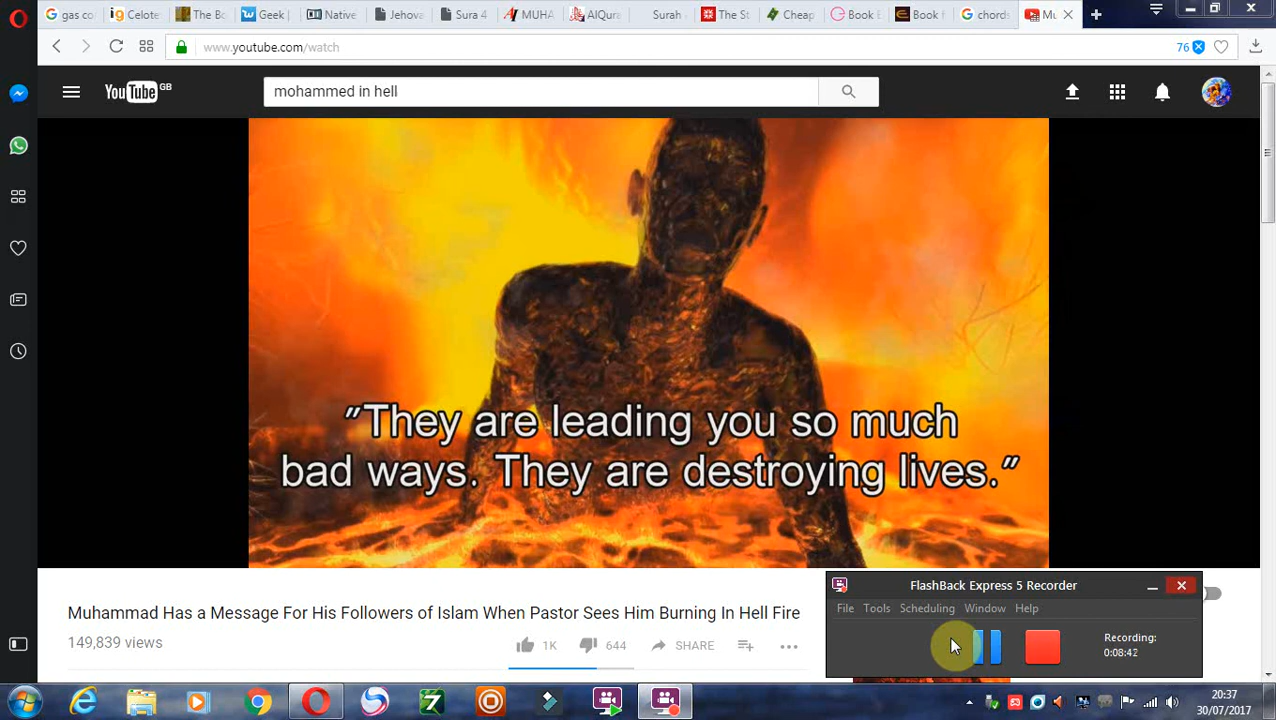 gas co
Celote
The Bo
Geek
Native
Jehova
Sura 4
MUHA
AlQura
Surah
The St
Cheap
Book
Book f
chords
Mu
www.youtube.com/watch
76
YouTube GB
mohammed in hell
"They are leading you so much
bad ways. They are destroying lives."
Muhammad Has a Message For His Followers of Islam When Pastor Sees Him Burning In Hell Fire
149,839 views
1K
644
SHARE
FlashBack Express 5 Recorder
File Tools Scheduling Window Help
Recording:
0:08:42
20:37
30/07/2017